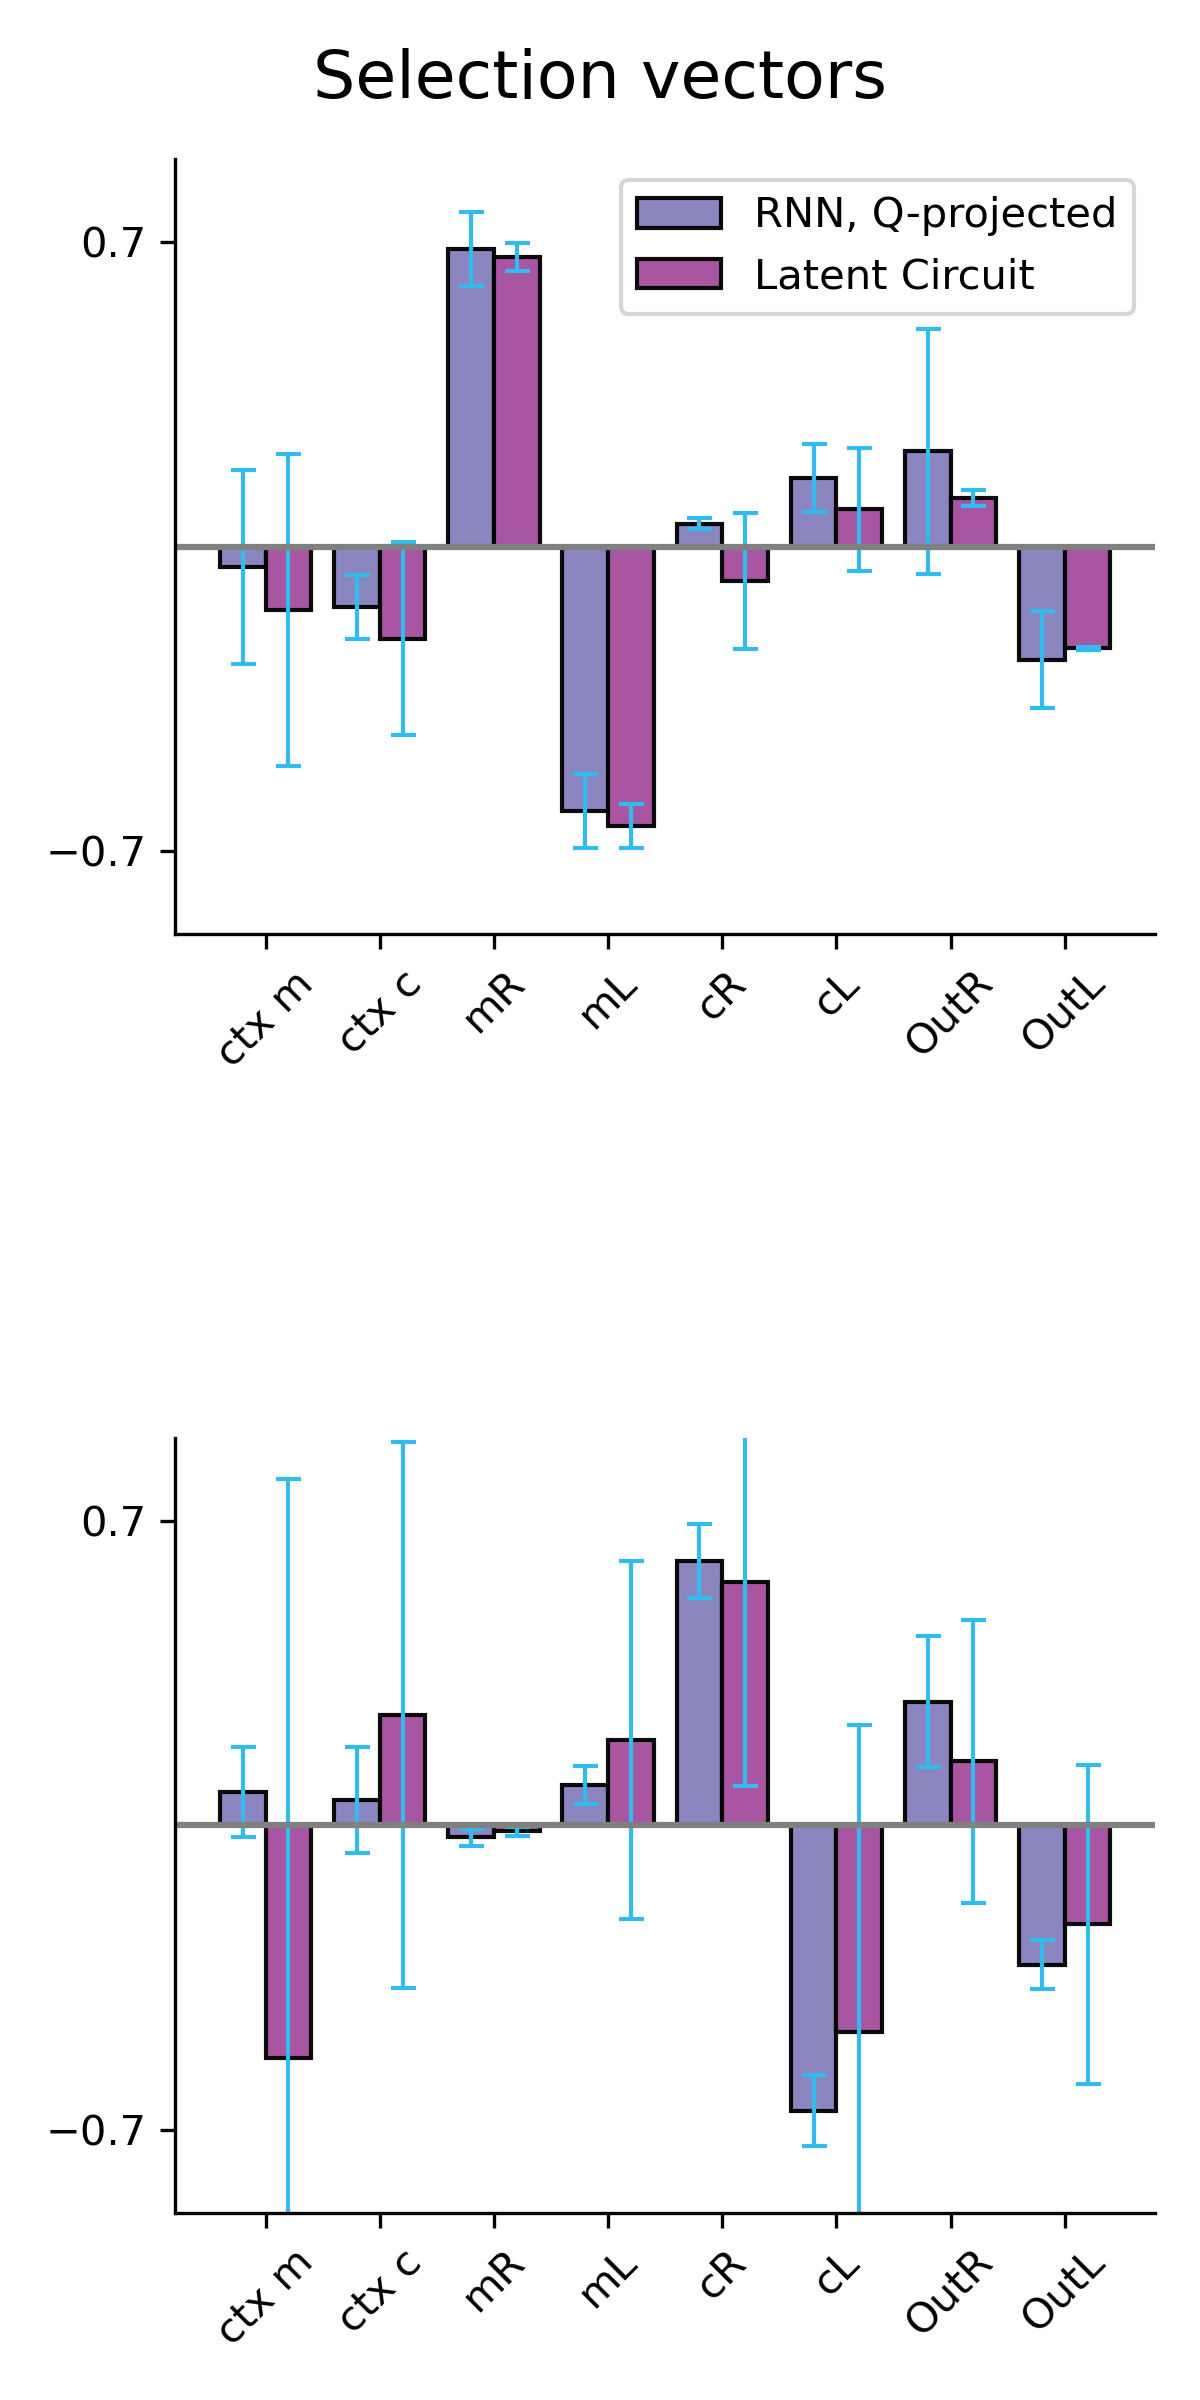 Selection vectors
RNN, Q-projected
Latent Circuit
0.7
−0.7
ctx m
ctx c
mR
mL
cR
cL
OutR
OutL
0.7
−0.7
ctx m
ctx c
mR
mL
cR
cL
OutR
OutL